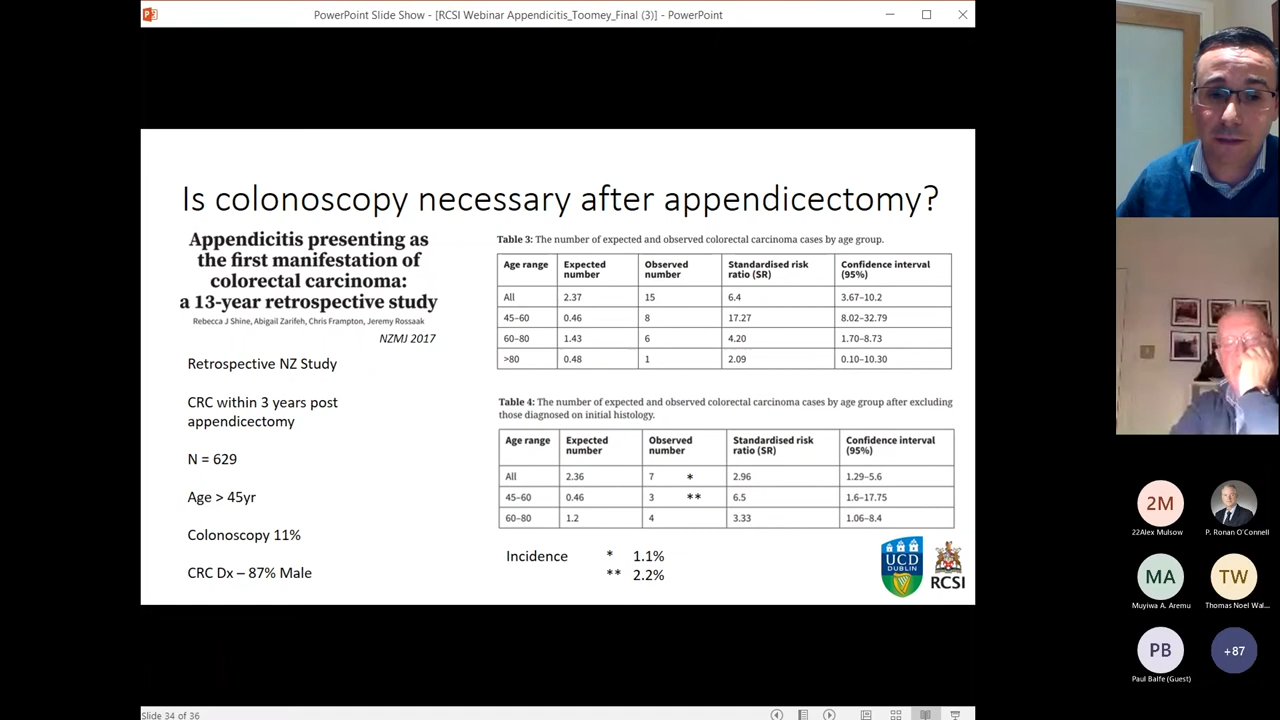 PowerPoint Slide Show - [RCSI Webinar Appendicitis_Toomey_Final (3)] - PowerPoint
Is colonoscopy necessary after appendicectomy?
Appendicitis presenting as
the first manifestation of
colorectal carcinoma:
a 13-year retrospective study
Rebecca J Shine, Abigail Zarifeh, Chris Frampton, Jeremy Rossaak
NZMJ 2017
Retrospective NZ Study
CRC within 3 years post
appendicectomy
N = 629
Age > 45yr
Colonoscopy 11%
CRC Dx – 87% Male
Table 3: The number of expected and observed colorectal carcinoma cases by age group.
Age range Expected number Observed number Standardised risk ratio (SR) Confidence interval (95%)
All 2.37 15 6.4 3.67–10.2
45–60 0.46 8 17.27 8.02–32.79
60–80 1.43 6 4.20 1.70–8.73
>80 0.48 1 2.09 0.10–10.30
Table 4: The number of expected and observed colorectal carcinoma cases by age group after excluding
those diagnosed on initial histology.
Age range Expected number Observed number Standardised risk ratio (SR) Confidence interval (95%)
All 2.36 7 * 2.96 1.29–5.6
45–60 0.46 3 ** 6.5 1.6–17.75
60–80 1.2 4 3.33 1.06–8.4
Incidence * 1.1%
** 2.2%
UCD
DUBLIN
RCSI
Slide 34 of 36
2M
22Alex Mulsow
P. Ronan O'Connell
MA
Muyiwa A. Aremu
TW
Thomas Noel Wal...
PB
Paul Balfe (Guest)
+87